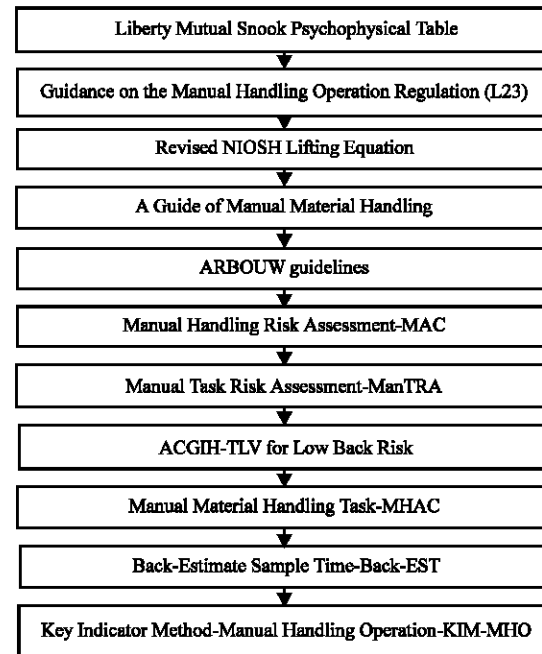 Liberty Mutual Snook Psychophysical Table
Guidance on the Manual Handling Operation Regulation (L23)
Revised NIOSH Lifting Equation
A Guide of Manual Material Handling
ARBOUW guidelines
Manual Handling Risk Assessment-MAC
Manual Task Risk Assessment-ManTRA
ACGIH-TLV for Low Back Risk
Manual Material Handling Task-MHAC
Back-Estimate Sample Time-Back-EST
Key Indicator Method-Manual Handling Operation-KIM-MHO